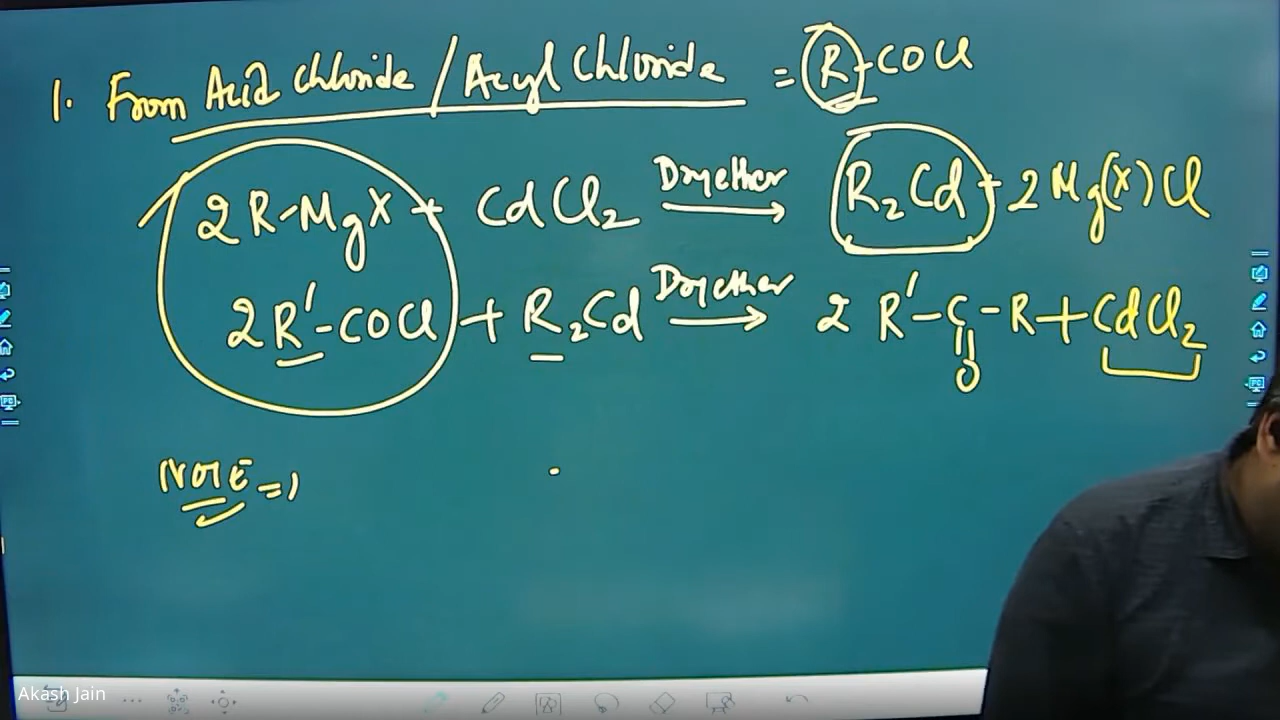 1. From Acid Chloride / Acyl Chloride = R-COCl
2R-MgX + CdCl₂ Dry ether → R₂Cd + 2Mg(X)Cl
2R'-COCl + R₂Cd Dry ether → 2 R'-C-R + CdCl₂
O
NOTE =)
Akash Jain